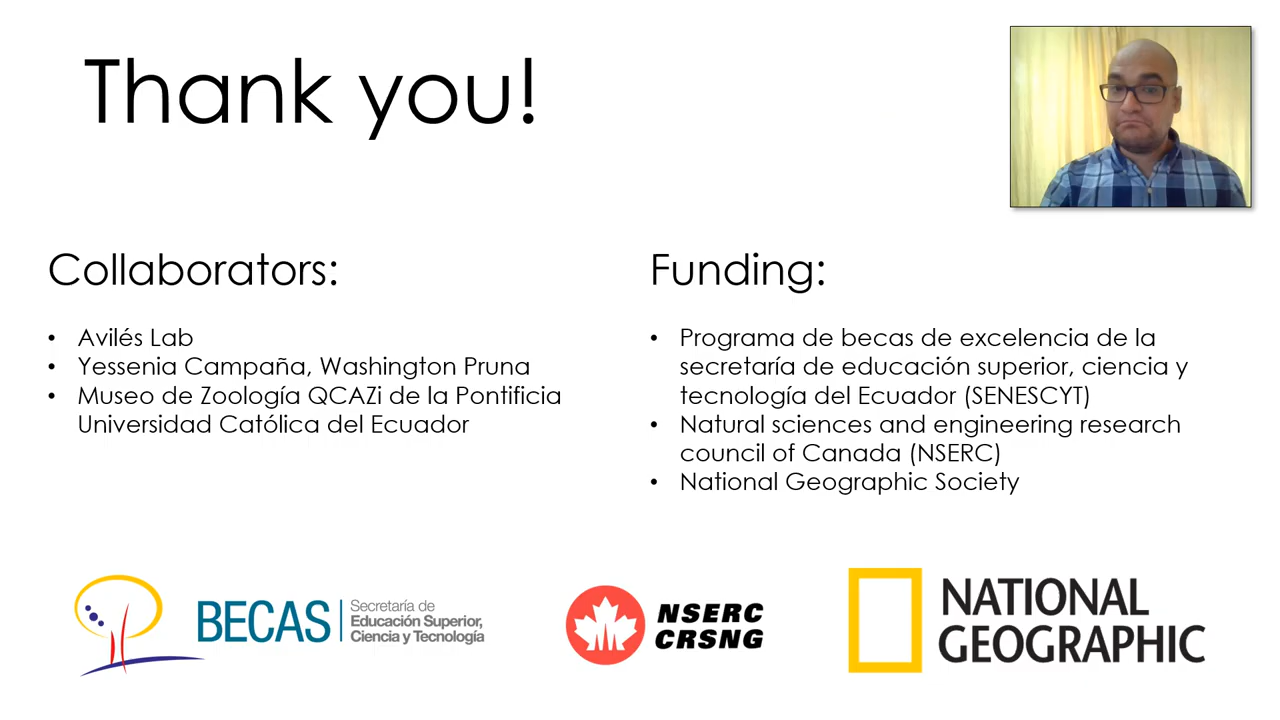 Thank you!
Collaborators:
• Avilés Lab
• Yessenia Campaña, Washington Pruna
• Museo de Zoología QCAZi de la Pontificia
Universidad Católica del Ecuador
Funding:
• Programa de becas de excelencia de la
secretaría de educación superior, ciencia y
tecnología del Ecuador (SENESCYT)
• Natural sciences and engineering research
council of Canada (NSERC)
• National Geographic Society
BECAS
Secretaría de
Educación Superior,
Ciencia y Tecnología
NSERC
CRSNG
NATIONAL
GEOGRAPHIC